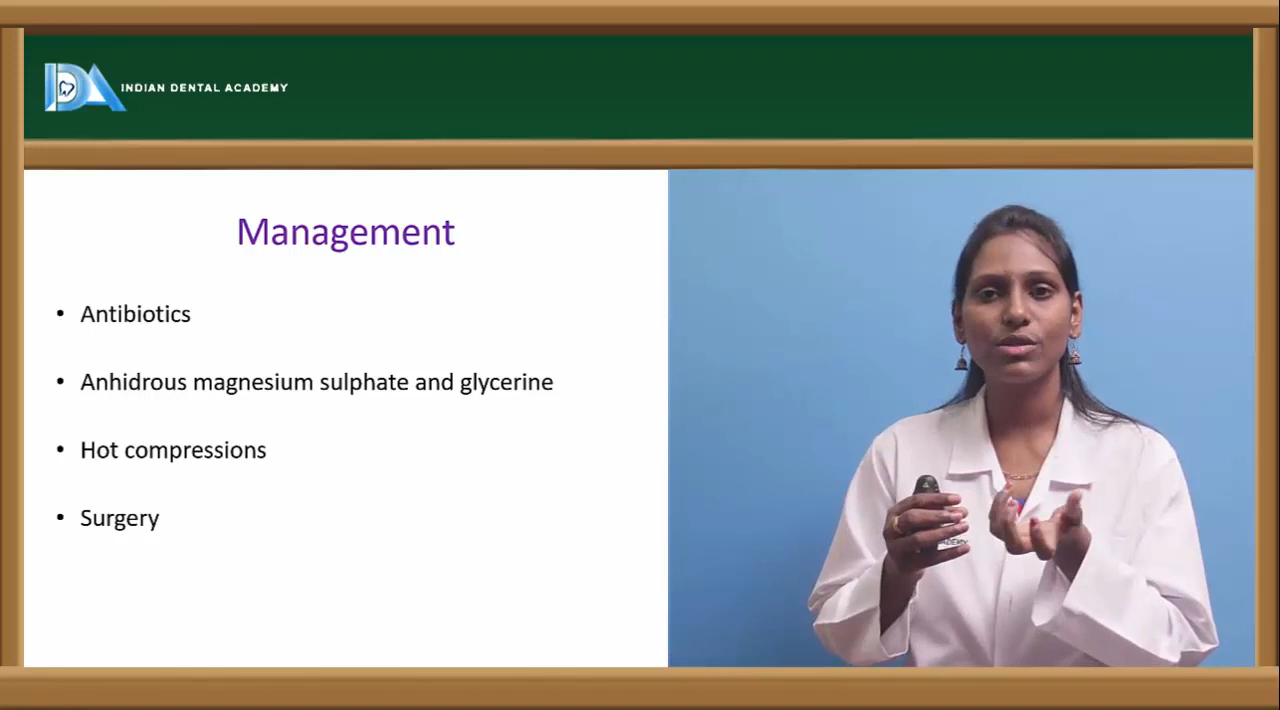 INDIAN DENTAL ACADEMY
Management
• Antibiotics
• Anhidrous magnesium sulphate and glycerine
• Hot compressions
• Surgery